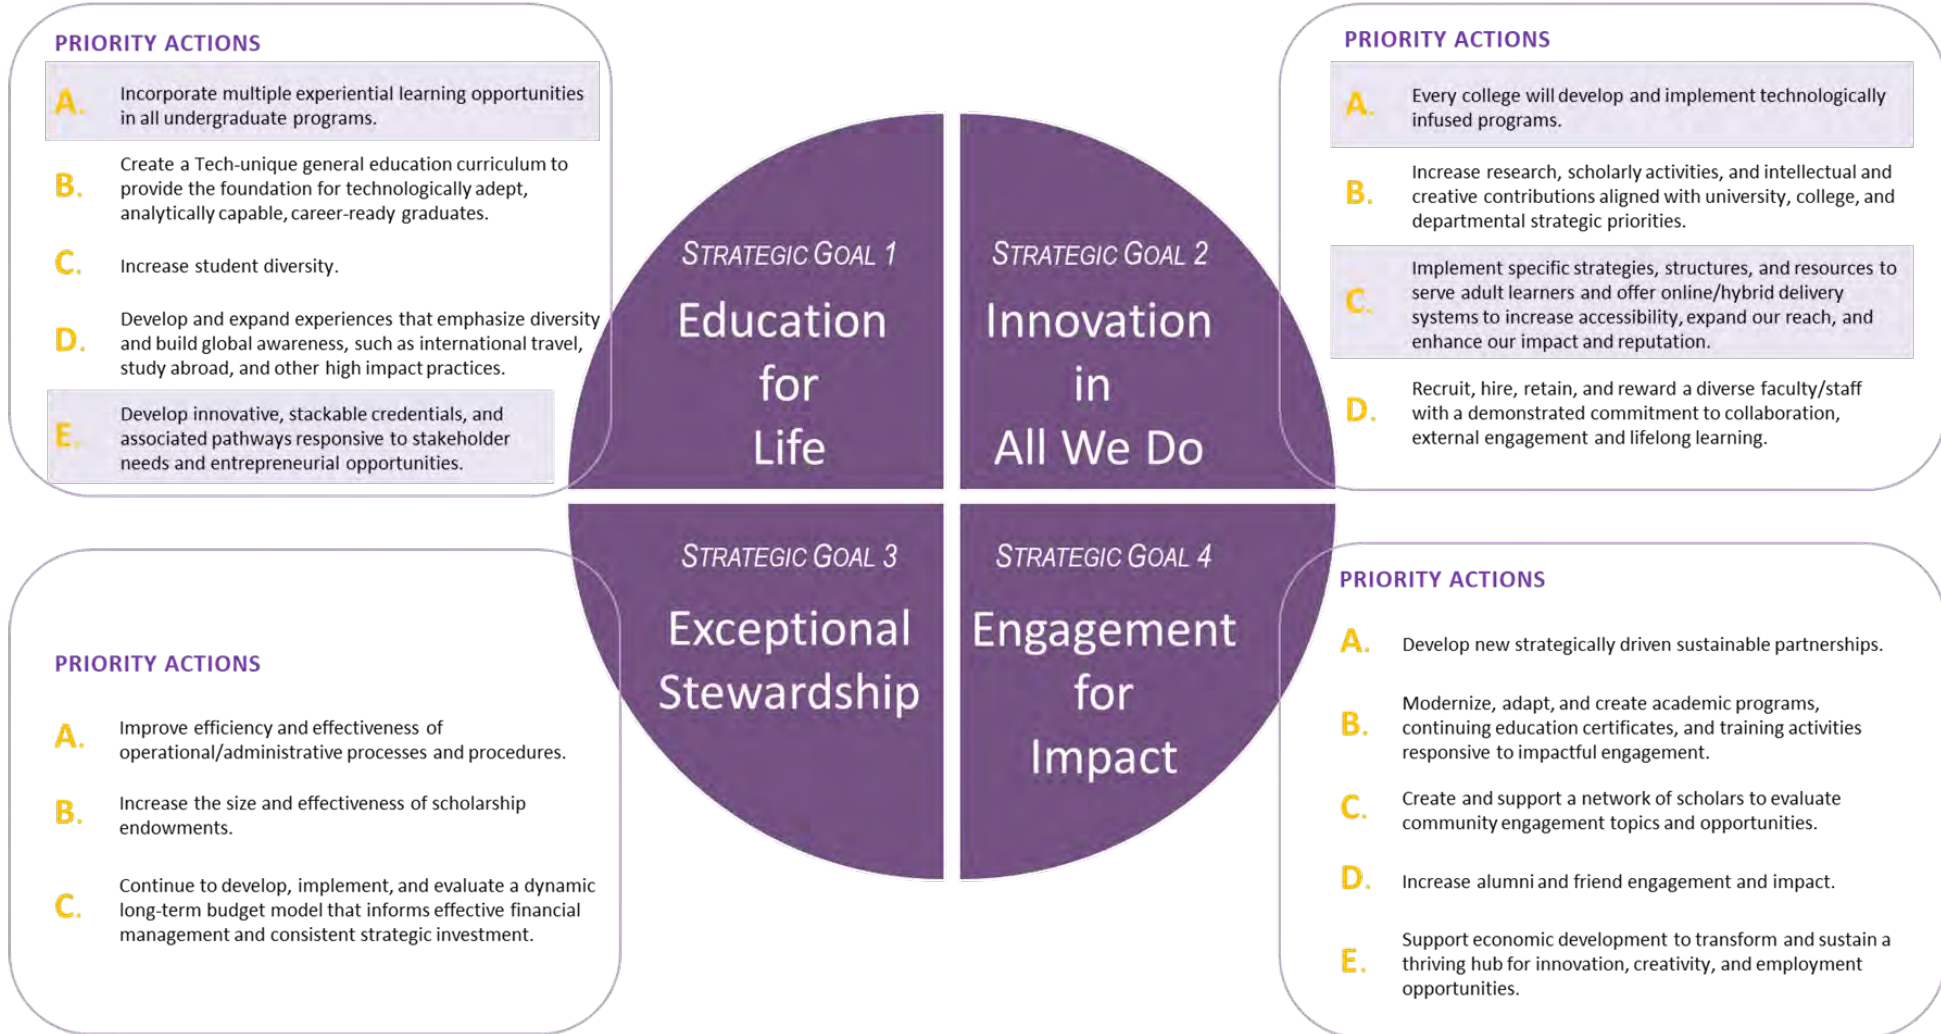 PRIORITY ACTIONS
A.
Incorporate multiple experiential learning opportunities
in all undergraduate programs.
B.
Create a Tech-unique general education curriculum to
provide the foundation for technologically adept,
analytically capable, career-ready graduates.
C.
Increase student diversity.
D.
Develop and expand experiences that emphasize diversity
and build global awareness, such as international travel,
study abroad, and other high impact practices.
E.
Develop innovative, stackable credentials, and
associated pathways responsive to stakeholder
needs and entrepreneurial opportunities.
STRATEGIC GOAL 1
Education
for
Life
STRATEGIC GOAL 2
Innovation
in
All We Do
PRIORITY ACTIONS
A.
Every college will develop and implement technologically
infused programs.
B.
Increase research, scholarly activities, and intellectual and
creative contributions aligned with university, college, and
departmental strategic priorities.
C.
Implement specific strategies, structures, and resources to
serve adult learners and offer online/hybrid delivery
systems to increase accessibility, expand our reach, and
enhance our impact and reputation.
D.
Recruit, hire, retain, and reward a diverse faculty/staff
with a demonstrated commitment to collaboration,
external engagement and lifelong learning.
PRIORITY ACTIONS
A.
Improve efficiency and effectiveness of
operational/administrative processes and procedures.
B.
Increase the size and effectiveness of scholarship
endowments.
C.
Continue to develop, implement, and evaluate a dynamic
long-term budget model that informs effective financial
management and consistent strategic investment.
STRATEGIC GOAL 3
Exceptional
Stewardship
STRATEGIC GOAL 4
Engagement
for
Impact
PRIORITY ACTIONS
A.
Develop new strategically driven sustainable partnerships.
B.
Modernize, adapt, and create academic programs,
continuing education certificates, and training activities
responsive to impactful engagement.
C.
Create and support a network of scholars to evaluate
community engagement topics and opportunities.
D.
Increase alumni and friend engagement and impact.
E.
Support economic development to transform and sustain a
thriving hub for innovation, creativity, and employment
opportunities.